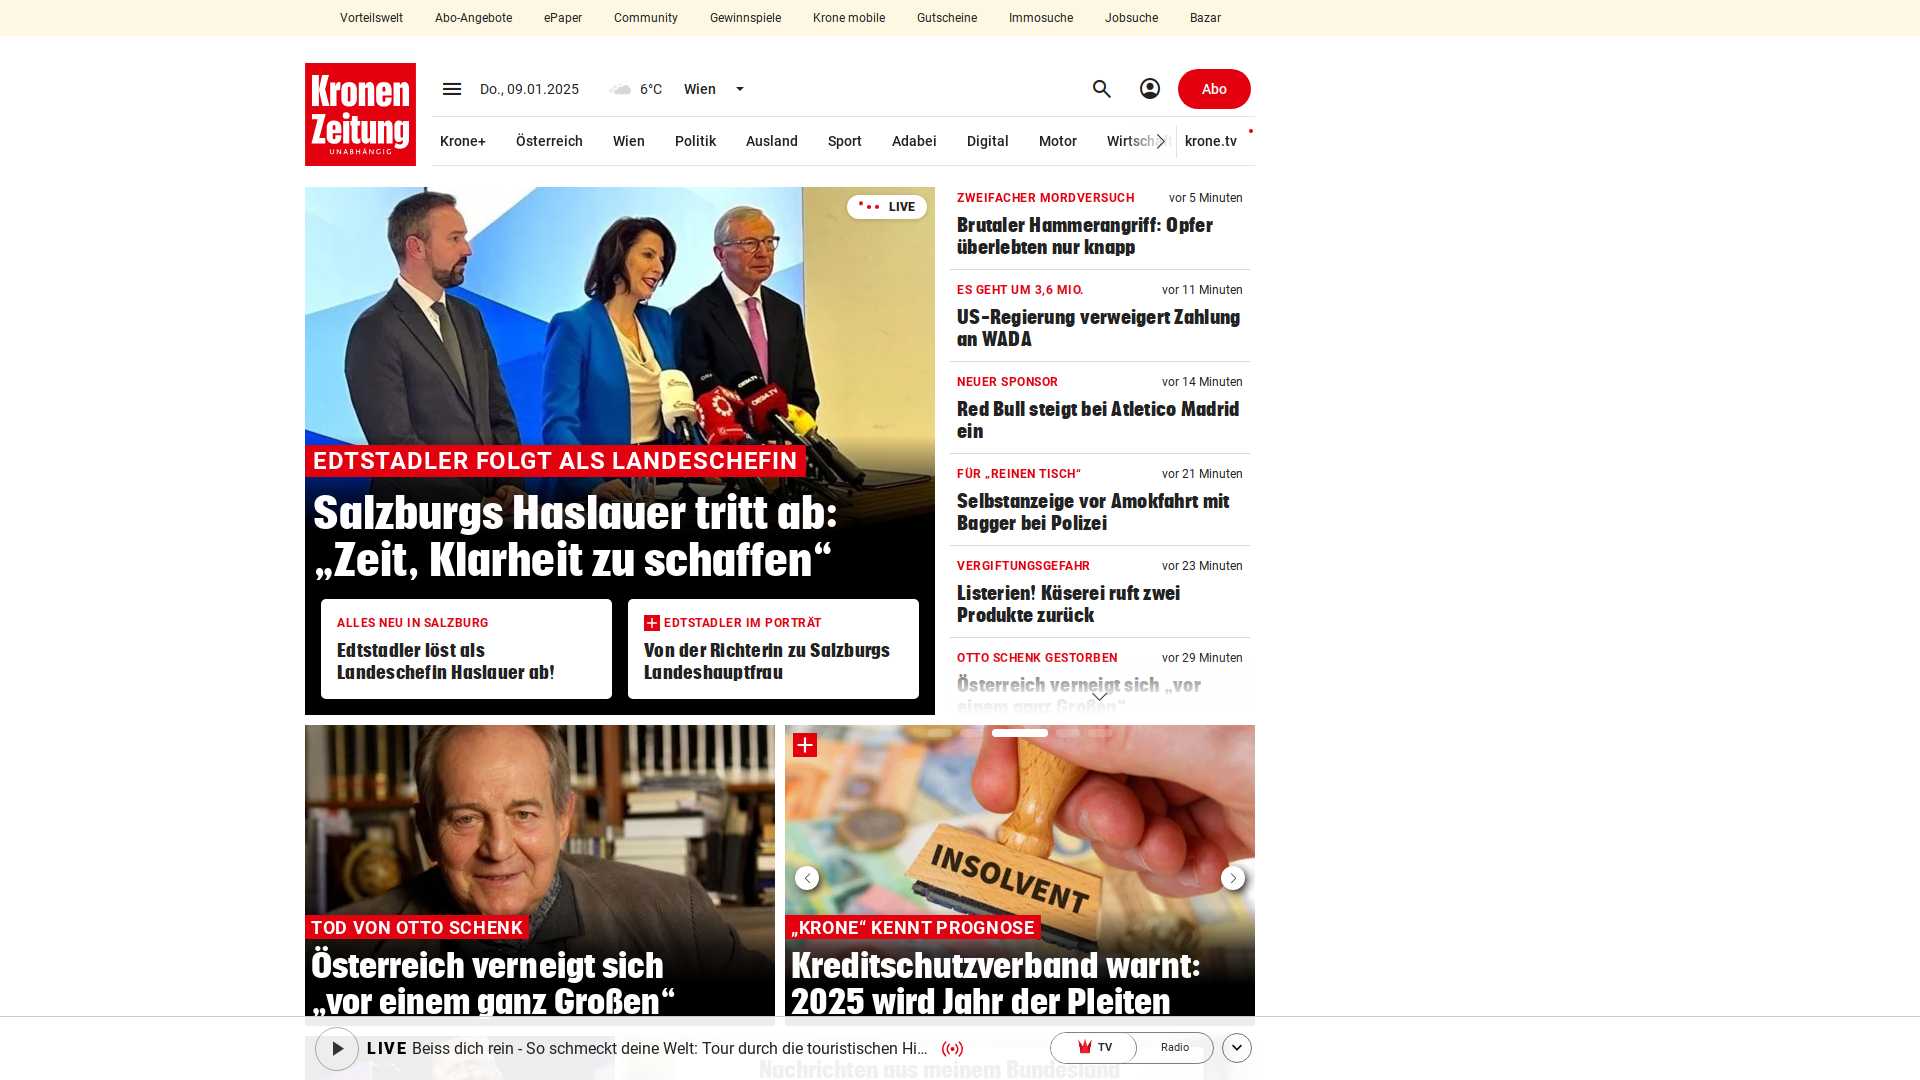 Vorteilswelt
Abo-Angebote
ePaper
Community
Gewinnspiele
Krone mobile
Gutscheine
Immosuche
Jobsuche
Bazar
Kronen
Zeitung
UNABHÄNGIG
Do., 09.01.2025
6°C
Wien
Abo
Krone+
Österreich
Wien
Politik
Ausland
Sport
Adabei
Digital
Motor
Wirtschaft
krone.tv
LIVE
EDTSTADLER FOLGT ALS LANDESCHEFIN
Salzburgs Haslauer tritt ab:
„Zeit, Klarheit zu schaffen“
ALLES NEU IN SALZBURG
Edtstadler löst als
Landeschefin Haslauer ab!
EDTSTADLER IM PORTRÄT
Von der Richterin zu Salzburgs
Landeshauptfrau
ZWEIFACHER MORDVERSUCH
vor 5 Minuten
Brutaler Hammerangriff: Opfer
überlebten nur knapp
ES GEHT UM 3,6 MIO.
vor 11 Minuten
US-Regierung verweigert Zahlung
an WADA
NEUER SPONSOR
vor 14 Minuten
Red Bull steigt bei Atletico Madrid
ein
FÜR „REINEN TISCH“
vor 21 Minuten
Selbstanzeige vor Amokfahrt mit
Bagger bei Polizei
VERGIFTUNGSGEFAHR
vor 23 Minuten
Listerien! Käserei ruft zwei
Produkte zurück
OTTO SCHENK GESTORBEN
vor 29 Minuten
Österreich verneigt sich „vor
einem ganz Großen“
TOD VON OTTO SCHENK
Österreich verneigt sich
„vor einem ganz Großen“
INSOLVENT
„KRONE“ KENNT PROGNOSE
Kreditschutzverband warnt:
2025 wird Jahr der Pleiten
LIVE Beiss dich rein - So schmeckt deine Welt: Tour durch die touristischen Hi...
TV
Radio
Nachrichten aus meinem Bundesland